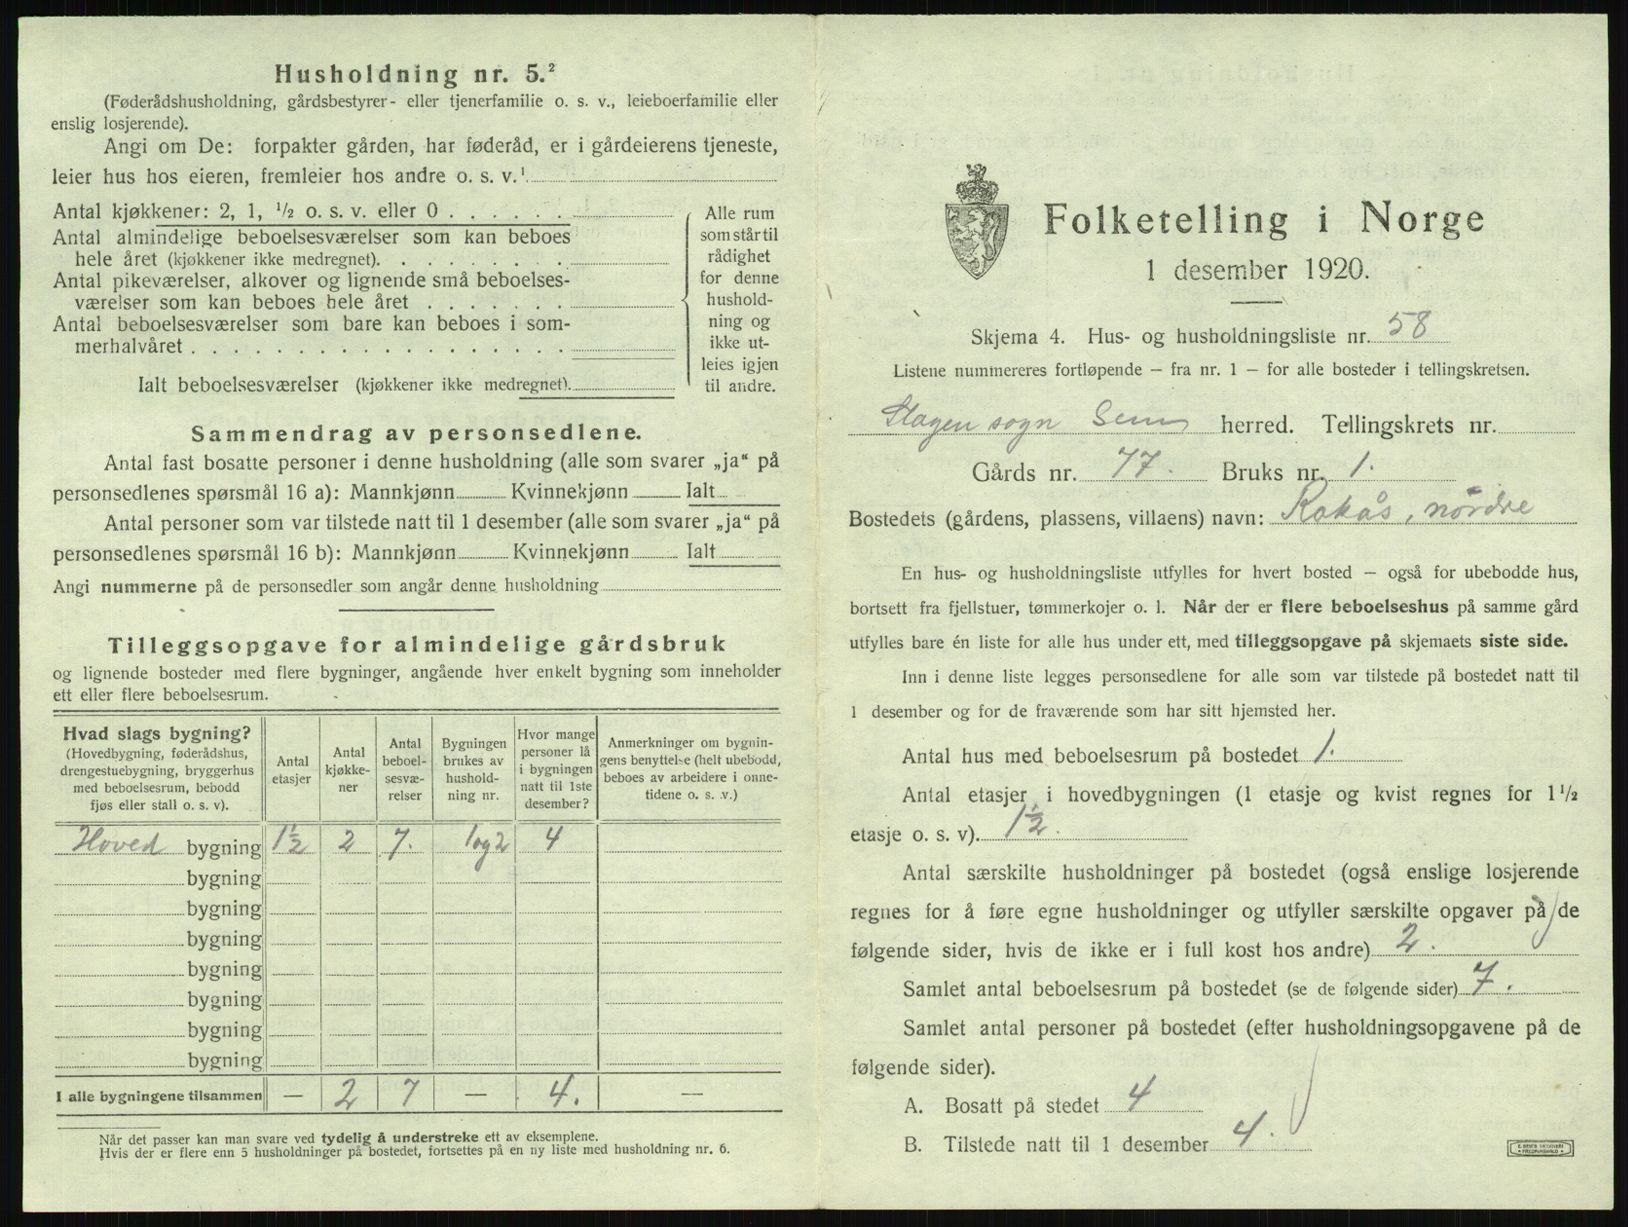 Husholdning nr. 5.²
(Føderådshusholdning, gårdsbestyrer- eller tjenerfamilie o. s. v., leieboerfamilie eller
enslig losjerende).
Angi om De: forpakter gården, har føderåd, er i gårdeierens tjeneste,
leier hus hos eieren, fremleier hos andre o. s. v.¹
Antal kjøkkener: 2, 1, ½ o. s. v. eller 0
Antal almindelige beboelsesværelser som kan beboes
hele året (kjøkkener ikke medregnet).
Antal pikeværelser, alkover og lignende små beboelses-
værelser som kan beboes hele året
Antal beboelsesværelser som bare kan beboes i som-
merhalvåret
Ialt beboelsesværelser (kjøkkener ikke medregnet).
Alle rum
som står til
rådighet
for denne
hushold-
ning og
ikke ut-
leies igjen
til andre.
Sammendrag av personsedlene.
Antal fast bosatte personer i denne husholdning (alle som svarer „ja“ på
personsedlenes spørsmål 16 a): Mannkjønn Kvinnekjønn Ialt
Antal personer som var tilstede natt til 1 desember (alle som svarer „ja“ på
personsedlenes spørsmål 16 b): Mannkjønn Kvinnekjønn Ialt
Angi nummerne på de personsedler som angår denne husholdning
Tilleggsopgave for almindelige gårdsbruk
og lignende bosteder med flere bygninger, angående hver enkelt bygning som inneholder
ett eller flere beboelsesrum.
Hvad slags bygning?
(Hovedbygning, føderådshus,
drengestuebygning, bryggerhus
med beboelsesrum, bebodd
fjøs eller stall o. s. v).
Antal
etasjer
Antal
kjøkke-
ner
Antal
beboel-
sesvæ-
relser
Bygningen
brukes av
hushold-
ning nr.
Hvor mange
personer lå
i bygningen
natt til 1ste
desember?
Anmerkninger om bygnin-
gens benyttelse (helt ubebodd,
beboes av arbeidere i onne-
tidene o. s. v.)
Hoved bygning 1½ 2 7. 1og2 4
bygning
bygning
bygning
bygning
bygning
bygning
bygning
I alle bygningene tilsammen — 2 7 — 4. —
Når det passer kan man svare ved tydelig å understreke ett av eksemplene.
Hvis der er flere enn 5 husholdninger på bostedet, fortsettes på en ny liste med husholdning nr. 6.
Folketelling i Norge
1 desember 1920.
Skjema 4. Hus- og husholdningsliste nr. 58
Listene nummereres fortløpende — fra nr. 1 — for alle bosteder i tellingskretsen.
Slagen sogn Sem herred. Tellingskrets nr.
Gårds nr. 77. Bruks nr. 1.
Bostedets (gårdens, plassens, villaens) navn: Rakås, nördre
En hus- og husholdningsliste utfylles for hvert bosted — også for ubebodde hus,
bortsett fra fjellstuer, tømmerkojer o. l. Når der er flere beboelseshus på samme gård
utfylles bare én liste for alle hus under ett, med tilleggsopgave på skjemaets siste side.
Inn i denne liste legges personsedlene for alle som var tilstede på bostedet natt til
1 desember og for de fraværende som har sitt hjemsted her.
Antal hus med beboelsesrum på bostedet 1.
Antal etasjer i hovedbygningen (1 etasje og kvist regnes for 1½
etasje o. s. v). 1½.
Antal særskilte husholdninger på bostedet (også enslige losjerende
regnes for å føre egne husholdninger og utfyller særskilte opgaver på de
følgende sider, hvis de ikke er i full kost hos andre) 2.
Samlet antal beboelsesrum på bostedet (se de følgende sider) 7.
Samlet antal personer på bostedet (efter husholdningsopgavene på de
følgende sider).
A. Bosatt på stedet 4
B. Tilstede natt til 1 desember 4.